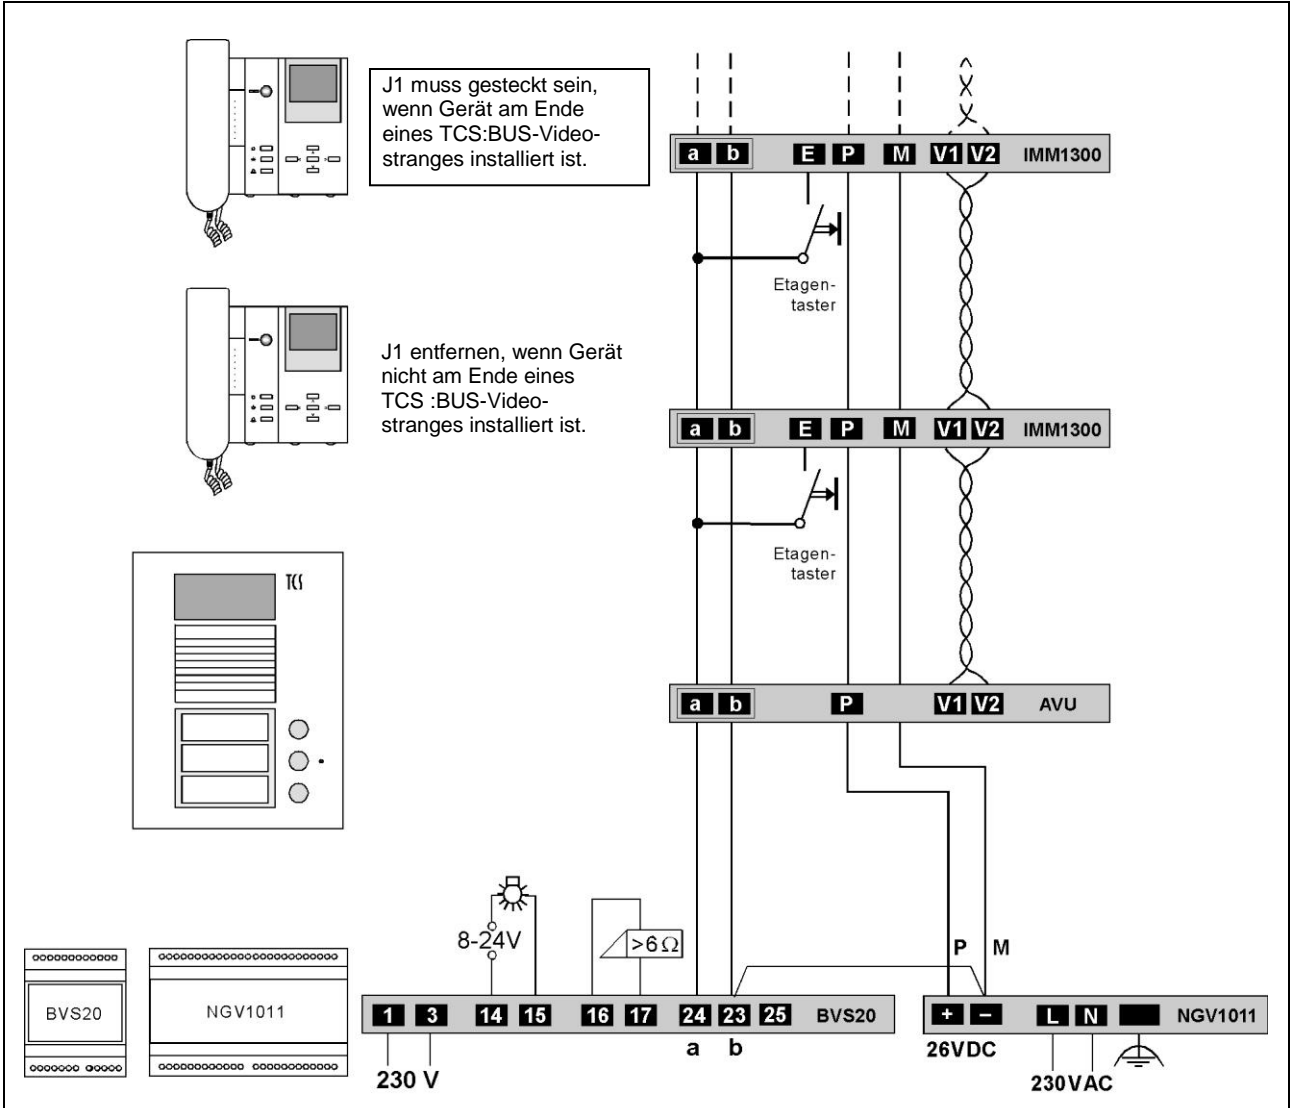 J1 muss gesteckt sein,
wenn Gerät am Ende
eines TCS:BUS-Video-
stranges installiert ist.
a b E P M V1 V2 IMM1300
Etagen-
taster
J1 entfernen, wenn Gerät
nicht am Ende eines
TCS :BUS-Video-
stranges installiert ist.
a b E P M V1 V2 IMM1300
Etagen-
taster
TCS
a b P V1 V2 AVU
8-24V
>6Ω
P M
BVS20
NGV1011
1 3 14 15 16 17 24 23 25 BVS20
+ – L N NGV1011
a b
26VDC
230 V
230VAC